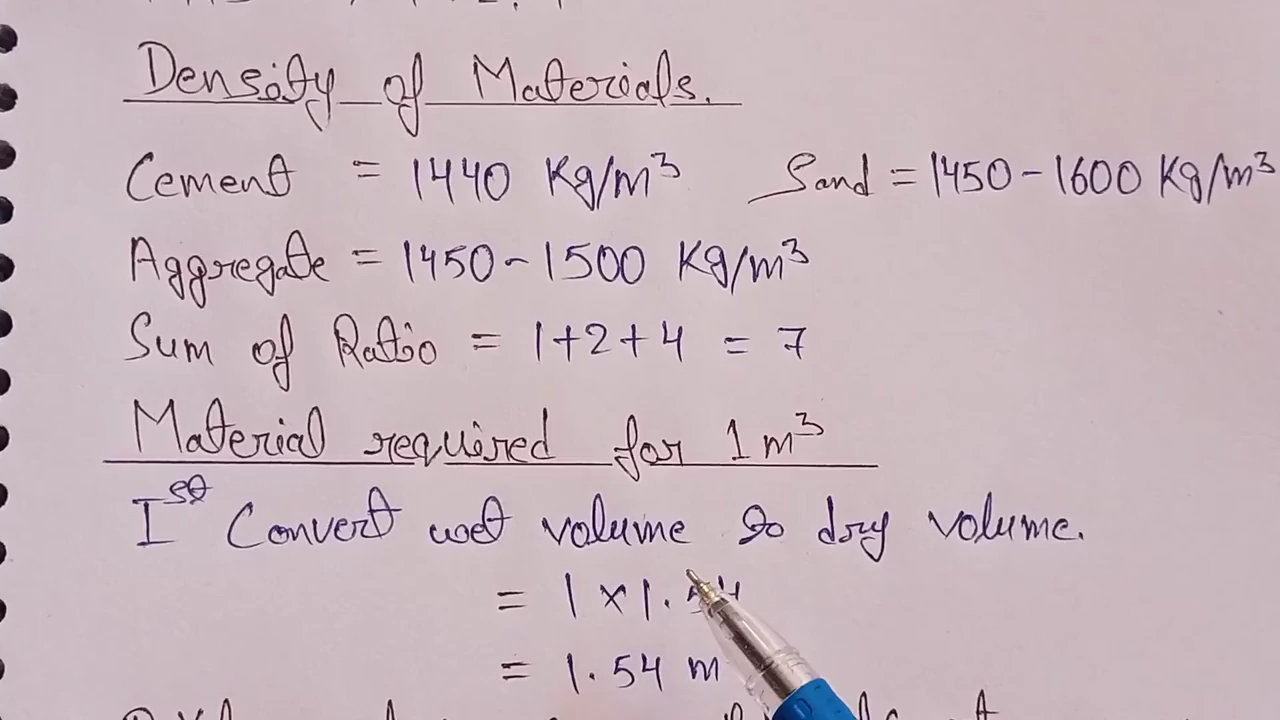 Density of Materials.
Cement = 1440 Kg/m³ Sand = 1450 - 1600 Kg/m³
Aggregate = 1450 - 1500 Kg/m³
Sum of Ratio = 1+2+4 = 7
Material required for 1 m³
Ist Convert wet volume to dry volume.
= 1 × 1.54
= 1.54 m